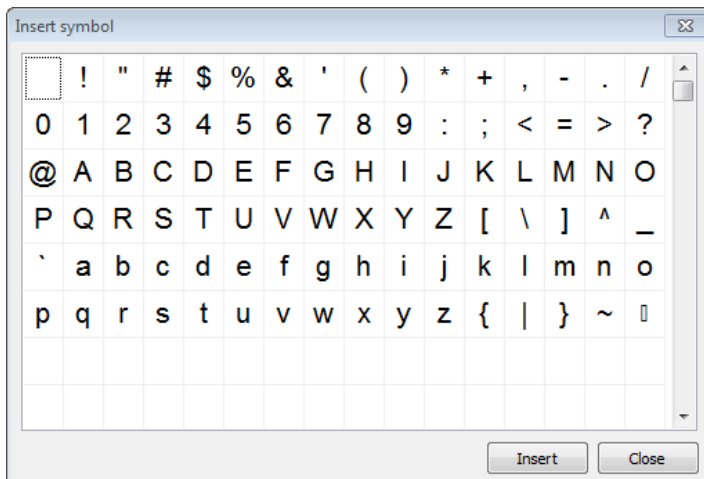 Insert symbol
! " # $ % & ' ( ) * + , - . /
0 1 2 3 4 5 6 7 8 9 : ; < = > ?
@ A B C D E F G H I J K L M N O
P Q R S T U V W X Y Z [ \ ] ^ _
` a b c d e f g h i j k l m n o
p q r s t u v w x y z { | } ~ ▯
Insert Close